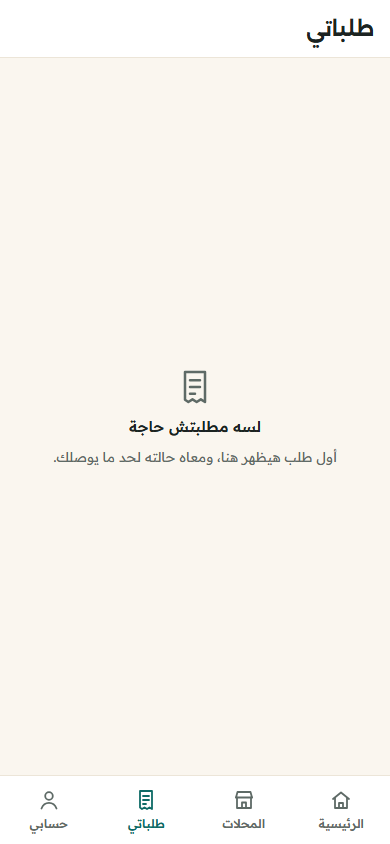 طلباتي
لسه مطلبتش حاجة
أول طلب هيظهر هنا، ومعاه حالته لحد ما يوصلك.
الرئيسية
المحلات
طلباتي
حسابي